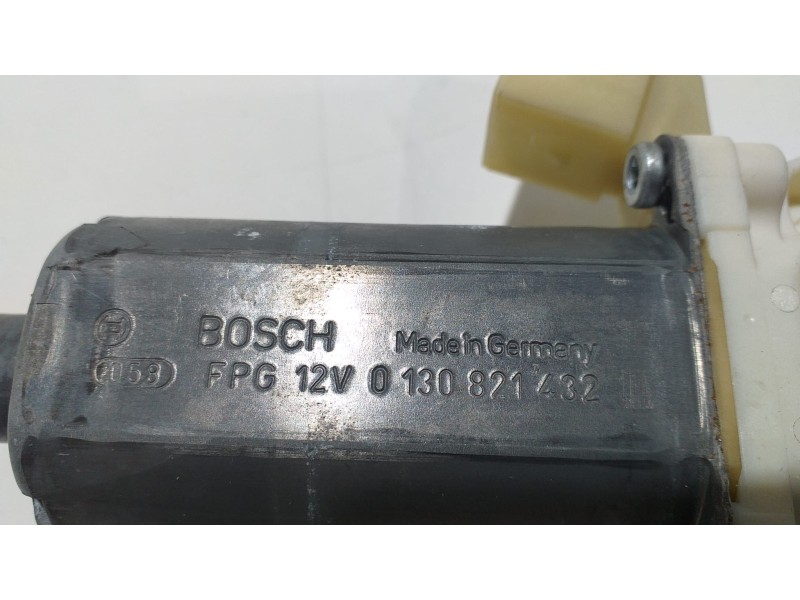 BOSCH Made in Germany
FPG 12V 0 130 821 432